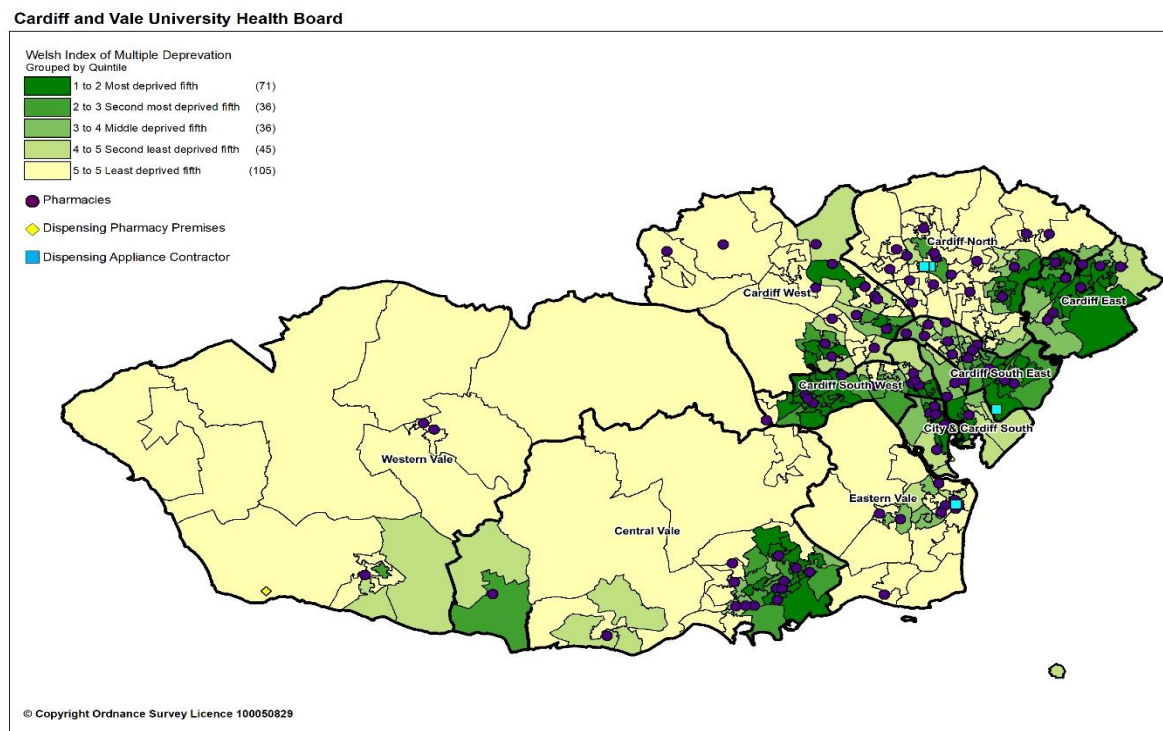 Cardiff and Vale University Health Board
Welsh Index of Multiple Deprevation
Grouped by Quintile
1 to 2 Most deprived fifth (71)
2 to 3 Second most deprived fifth (36)
3 to 4 Middle deprived fifth (36)
4 to 5 Second least deprived fifth (45)
5 to 5 Least deprived fifth (105)
Pharmacies
Dispensing Pharmacy Premises
Dispensing Appliance Contractor
Cardiff North
Cardiff West
Cardiff East
Cardiff South East
Cardiff South West
City & Cardiff South
Western Vale
Eastern Vale
Central Vale
© Copyright Ordnance Survey Licence 100050829